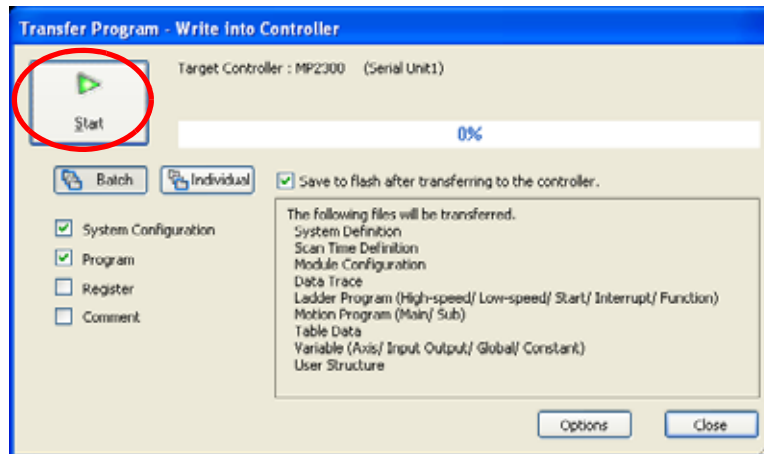 Transfer Program - Write into Controller
Target Controller : MP2300 (Serial Unit1)
Start
0%
Batch
Individual
Save to flash after transferring to the controller.
System Configuration
Program
Register
Comment
The following files will be transferred.
System Definition
Scan Time Definition
Module Configuration
Data Trace
Ladder Program (High-speed/ Low-speed/ Start/ Interrupt/ Function)
Motion Program (Main/ Sub)
Table Data
Variable (Axis/ Input Output/ Global/ Constant)
User Structure
Options
Close